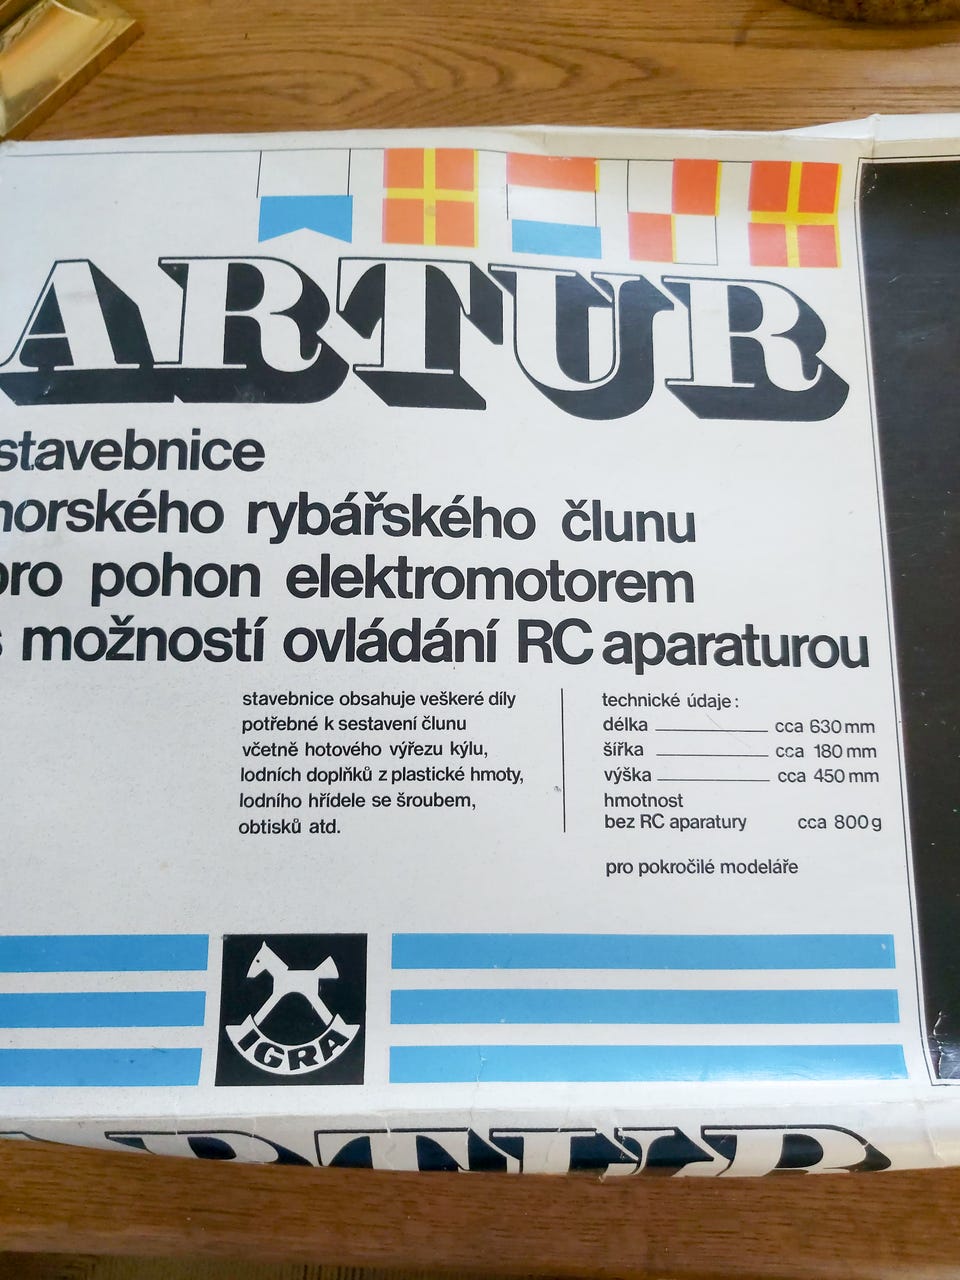 ARTUR
stavebnice
morského rybářského člunu
pro pohon elektromotorem
s možností ovládání RC aparaturou
stavebnice obsahuje veškeré díly
potřebné k sestavení člunu
včetně hotového výřezu kýlu,
lodních doplňků z plastické hmoty,
lodního hřídele se šroubem,
obtisků atd.
technické údaje:
délka cca 630 mm
šířka cca 180 mm
výška cca 450 mm
hmotnost
bez RC aparatury cca 800 g
pro pokročilé modeláře
IGRA
ARTUR